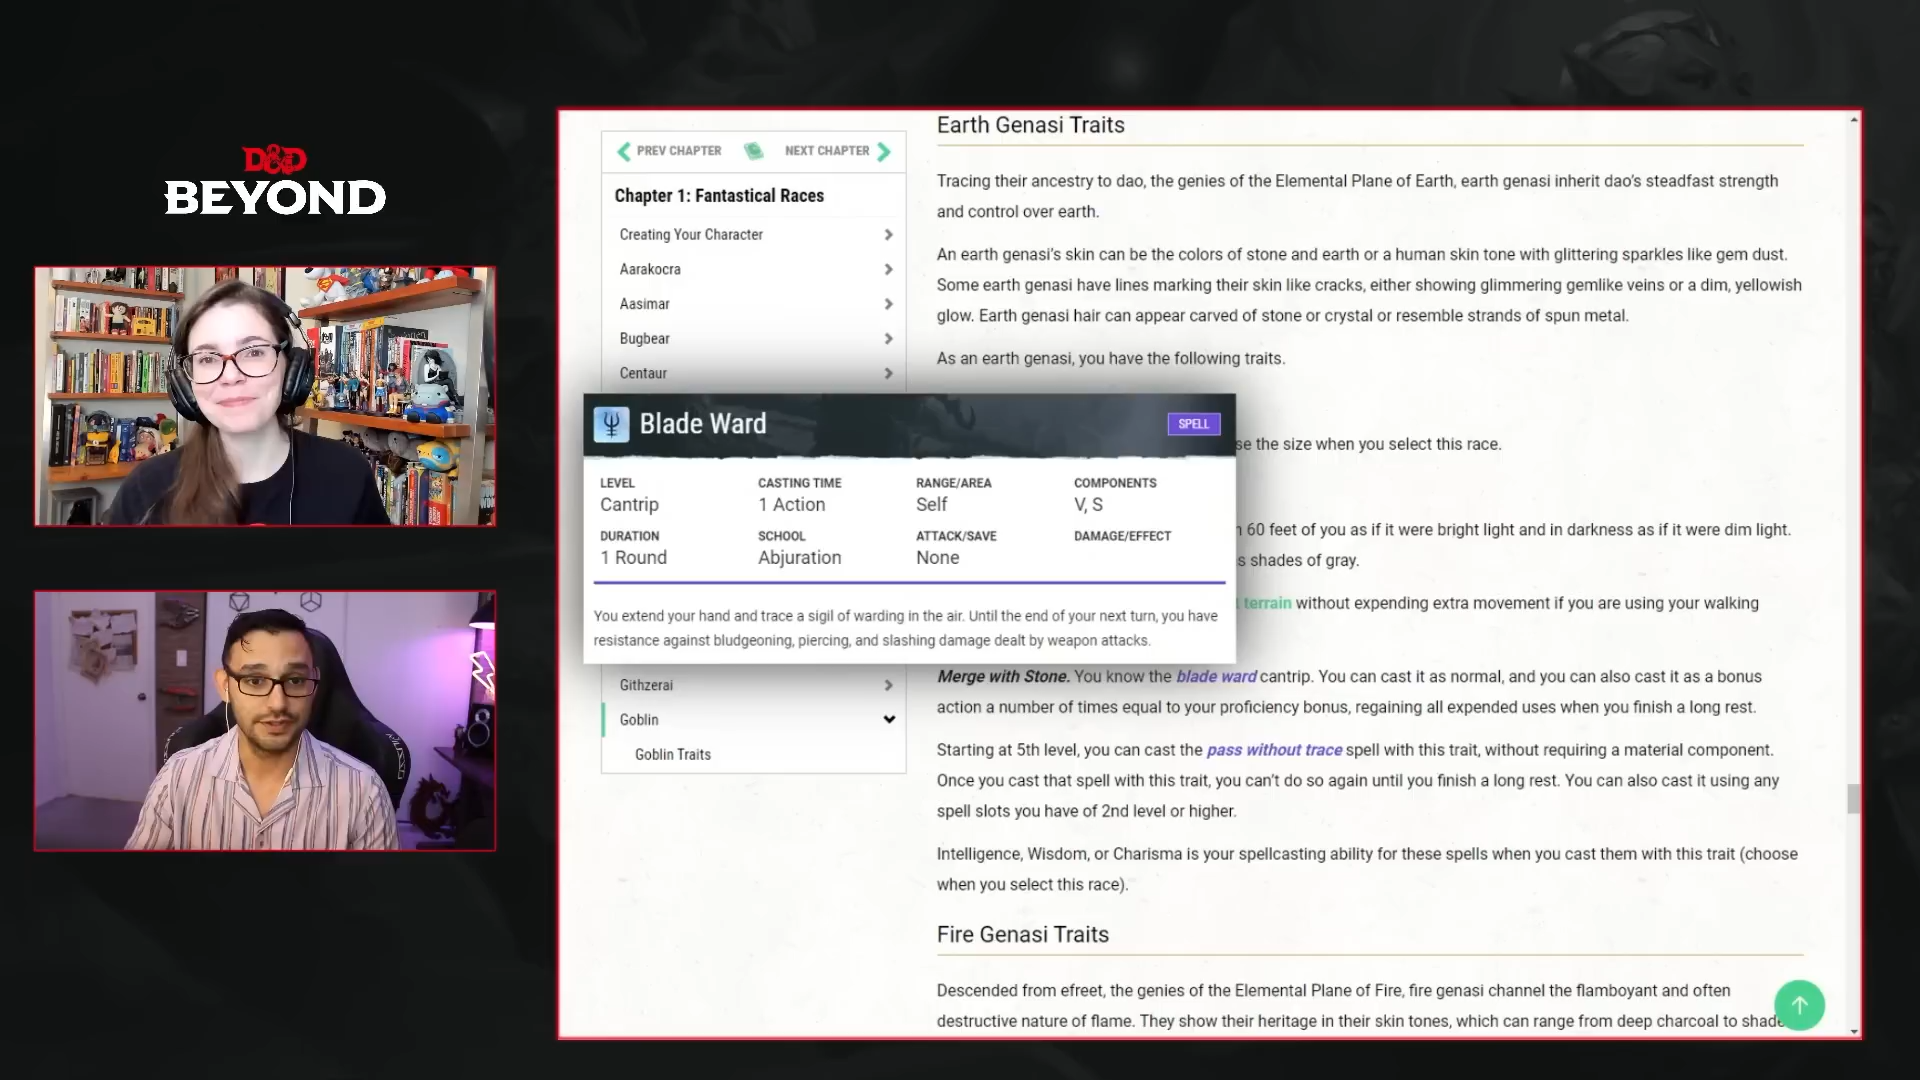 D&D
BEYOND
PREV CHAPTER
NEXT CHAPTER
Chapter 1: Fantastical Races
Creating Your Character
Aarakocra
Aasimar
Bugbear
Centaur
Githzerai
Goblin
Goblin Traits
Blade Ward
SPELL
LEVEL
Cantrip
CASTING TIME
1 Action
RANGE/AREA
Self
COMPONENTS
V, S
DURATION
1 Round
SCHOOL
Abjuration
ATTACK/SAVE
None
DAMAGE/EFFECT
You extend your hand and trace a sigil of warding in the air. Until the end of your next turn, you have
resistance against bludgeoning, piercing, and slashing damage dealt by weapon attacks.
Earth Genasi Traits
Tracing their ancestry to dao, the genies of the Elemental Plane of Earth, earth genasi inherit dao's steadfast strength
and control over earth.
An earth genasi's skin can be the colors of stone and earth or a human skin tone with glittering sparkles like gem dust.
Some earth genasi have lines marking their skin like cracks, either showing glimmering gemlike veins or a dim, yellowish
glow. Earth genasi hair can appear carved of stone or crystal or resemble strands of spun metal.
As an earth genasi, you have the following traits.
the size when you select this race.
60 feet of you as if it were bright light and in darkness as if it were dim light.
shades of gray.
terrain without expending extra movement if you are using your walking
Merge with Stone. You know the blade ward cantrip. You can cast it as normal, and you can also cast it as a bonus
action a number of times equal to your proficiency bonus, regaining all expended uses when you finish a long rest.
Starting at 5th level, you can cast the pass without trace spell with this trait, without requiring a material component.
Once you cast that spell with this trait, you can't do so again until you finish a long rest. You can also cast it using any
spell slots you have of 2nd level or higher.
Intelligence, Wisdom, or Charisma is your spellcasting ability for these spells when you cast them with this trait (choose
when you select this race).
Fire Genasi Traits
Descended from efreet, the genies of the Elemental Plane of Fire, fire genasi channel the flamboyant and often
destructive nature of flame. They show their heritage in their skin tones, which can range from deep charcoal to